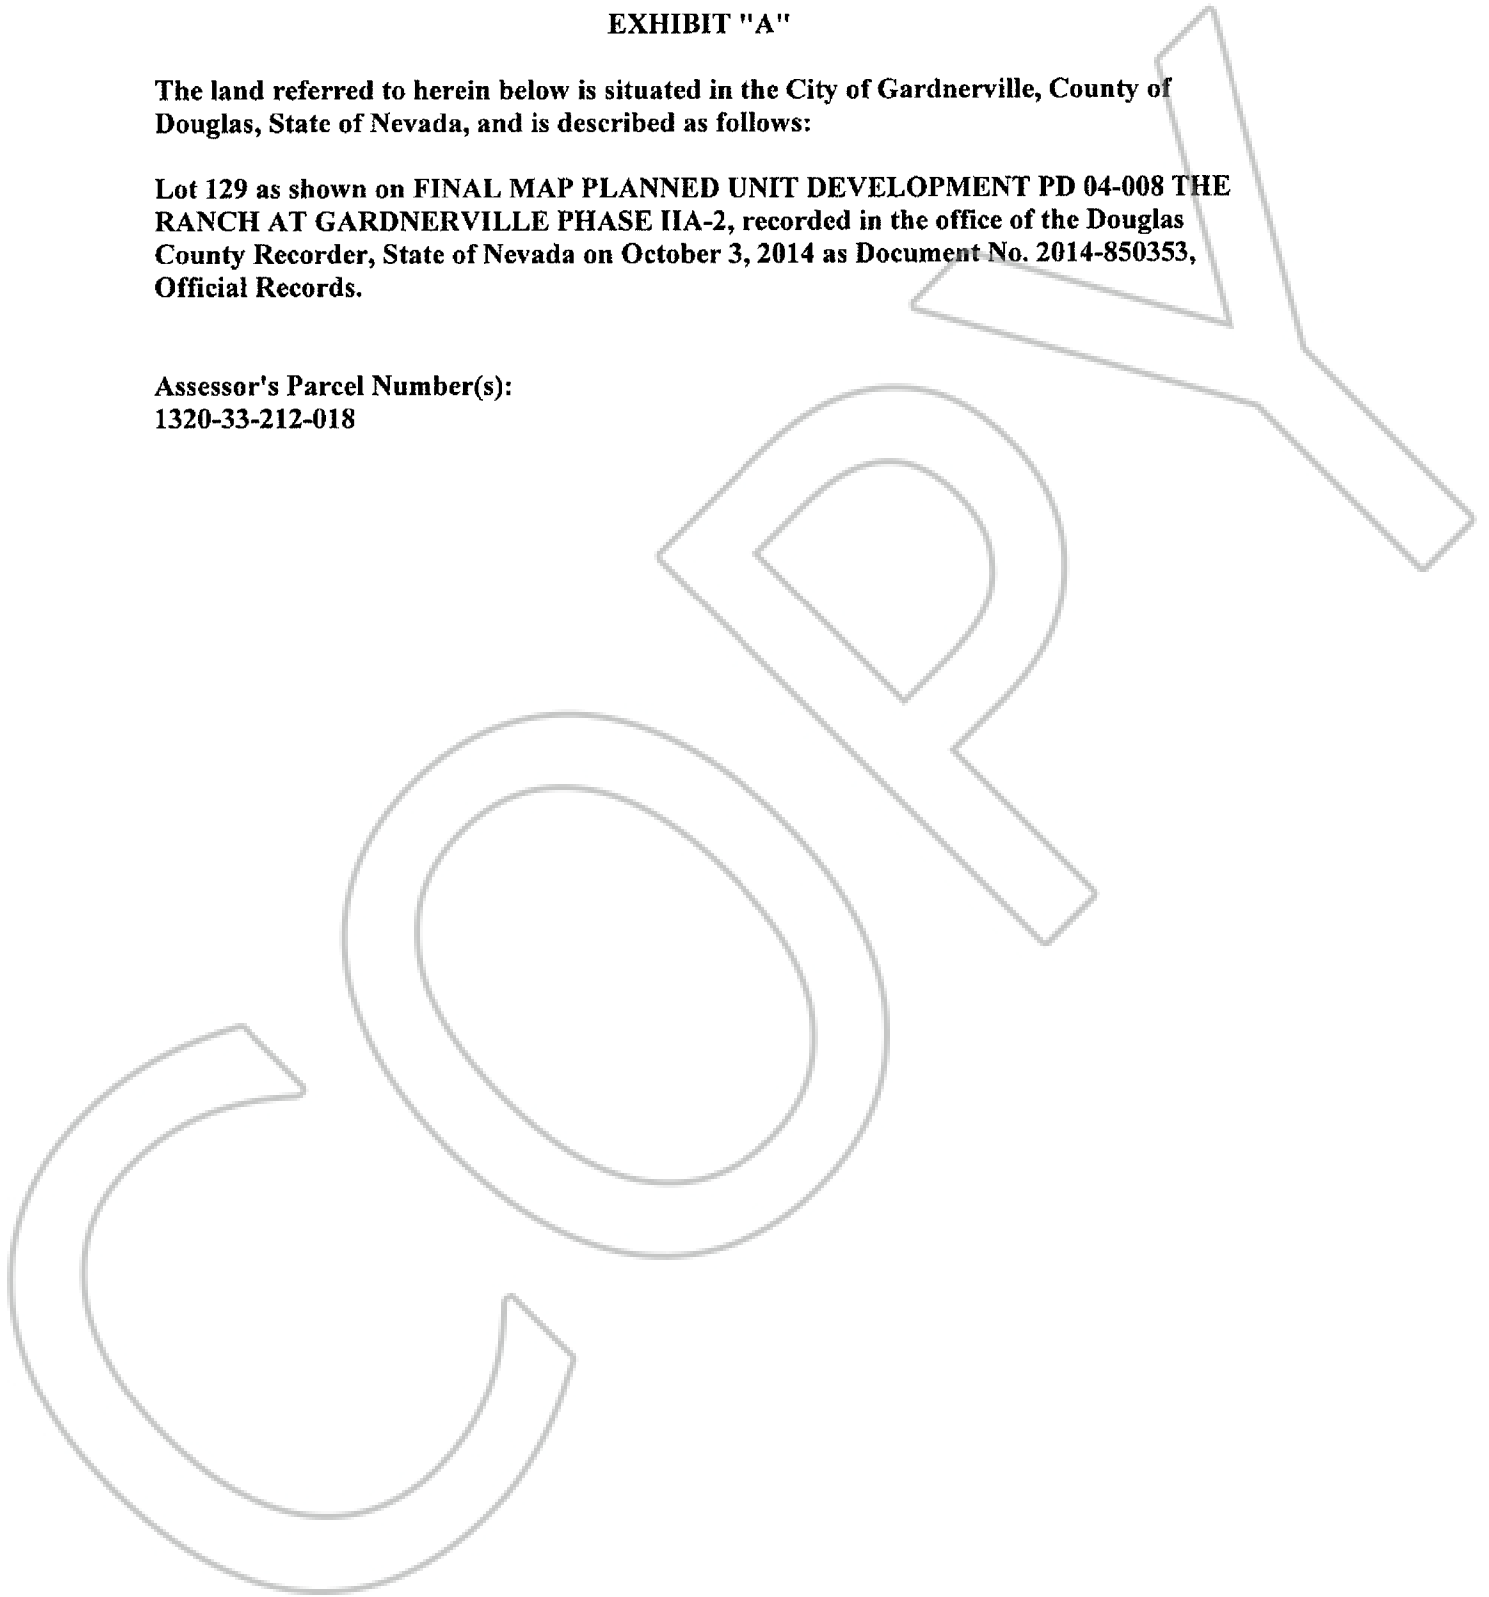 EXHIBIT "A"
The land referred to herein below is situated in the City of Gardnerville, County of
Douglas, State of Nevada, and is described as follows:
Lot 129 as shown on FINAL MAP PLANNED UNIT DEVELOPMENT PD 04-008 THE
RANCH AT GARDNERVILLE PHASE IIA-2, recorded in the office of the Douglas
County Recorder, State of Nevada on October 3, 2014 as Document No. 2014-850353,
Official Records.
Assessor's Parcel Number(s):
1320-33-212-018
COPY